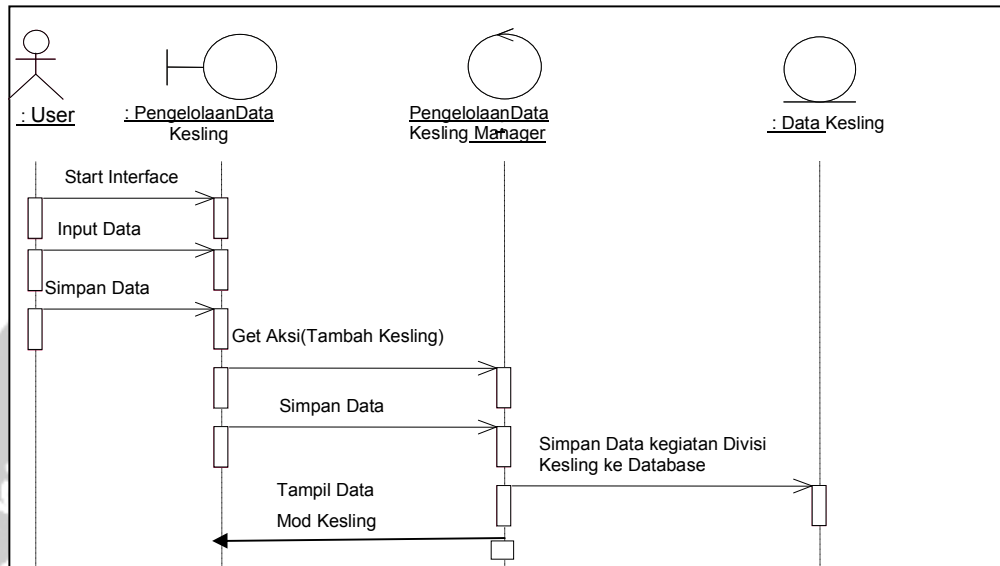 : User
: PengelolaanData
Kesling
PengelolaanData
Kesling Manager
: Data Kesling
Start Interface
Input Data
Simpan Data
Get Aksi(Tambah Kesling)
Simpan Data
Simpan Data kegiatan Divisi
Kesling ke Database
Tampil Data
Mod Kesling